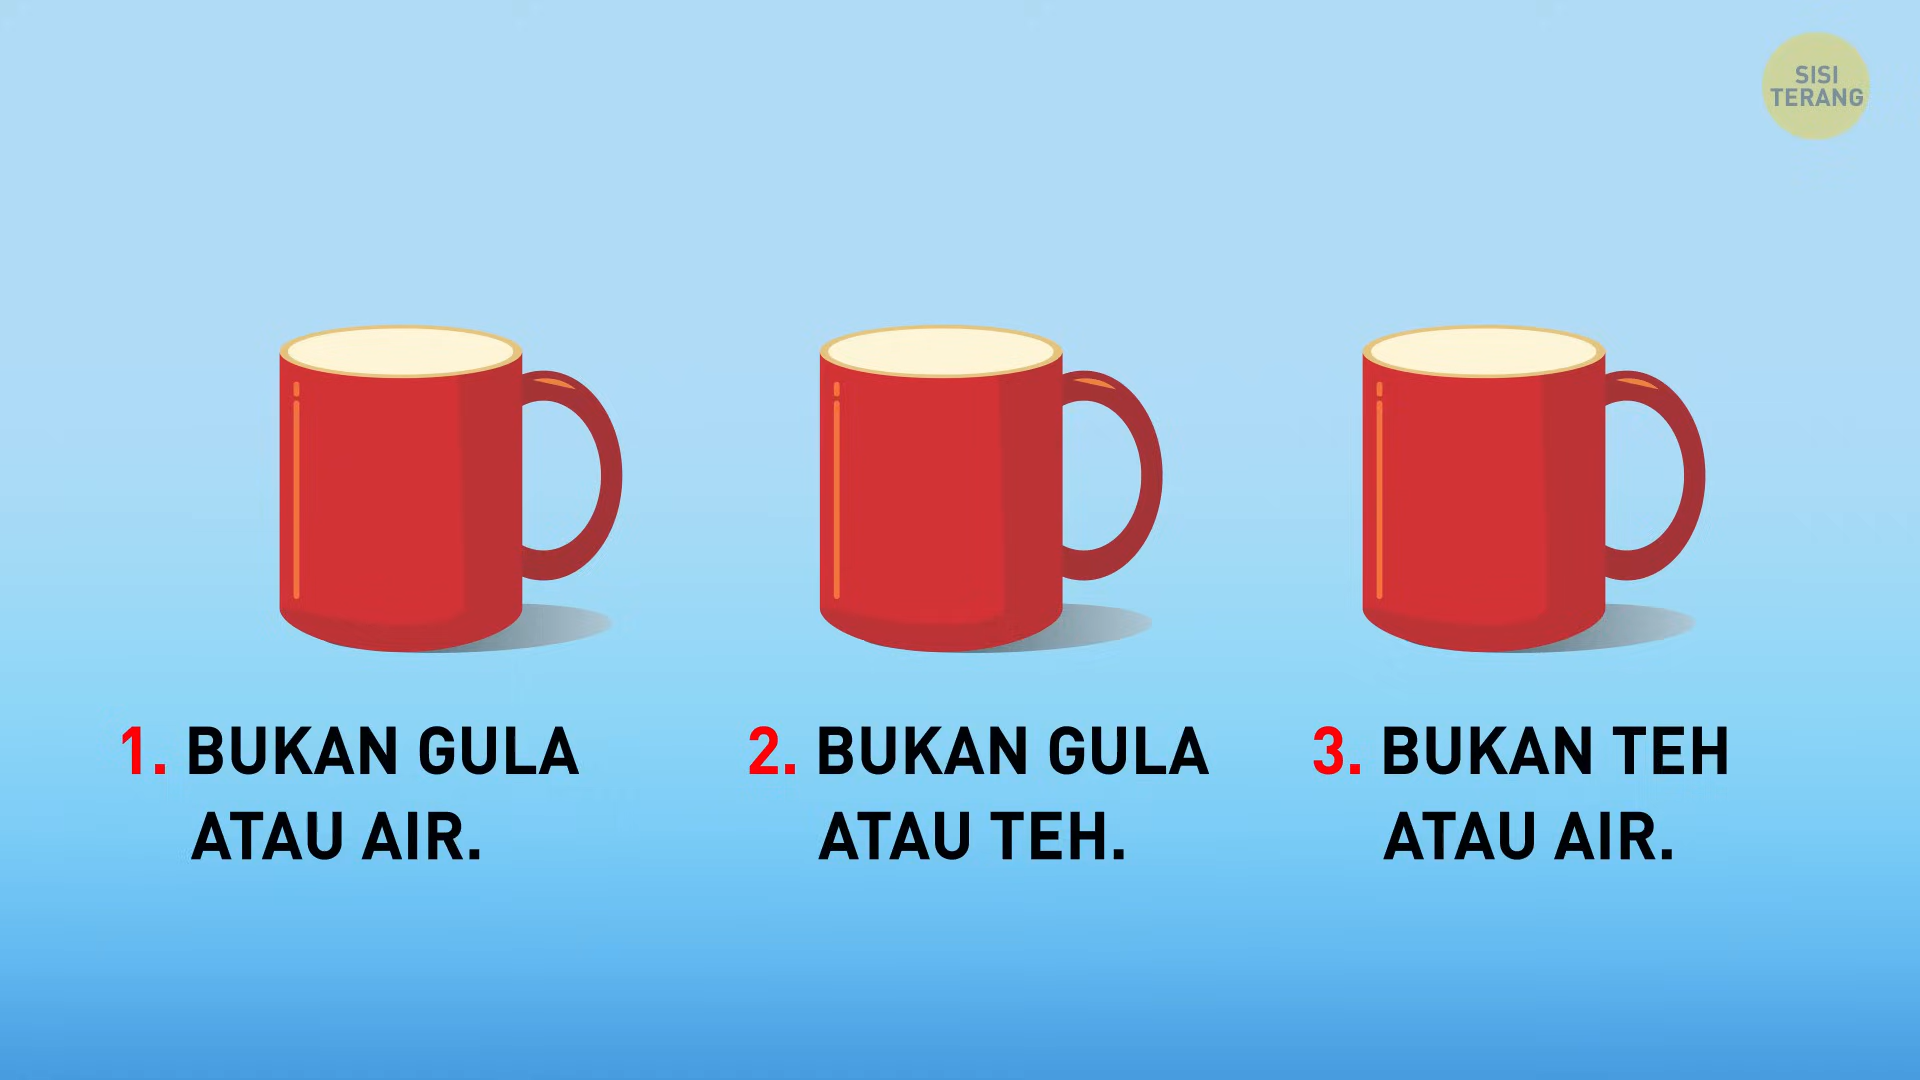 SISI
TERANG
1. BUKAN GULA
ATAU AIR.
2. BUKAN GULA
ATAU TEH.
3. BUKAN TEH
ATAU AIR.